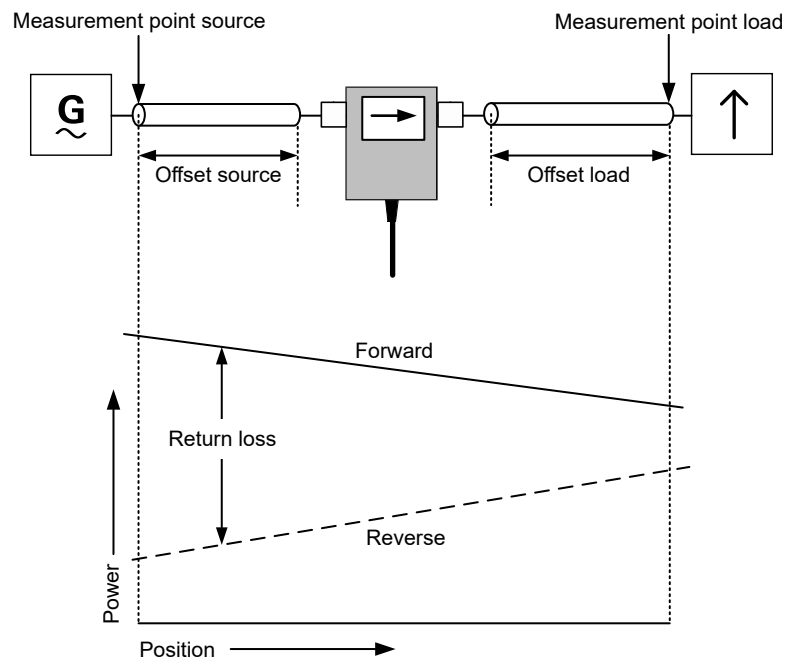 Measurement point source
Measurement point load
G
Offset source
Offset load
Forward
Return loss
Reverse
Power
Position